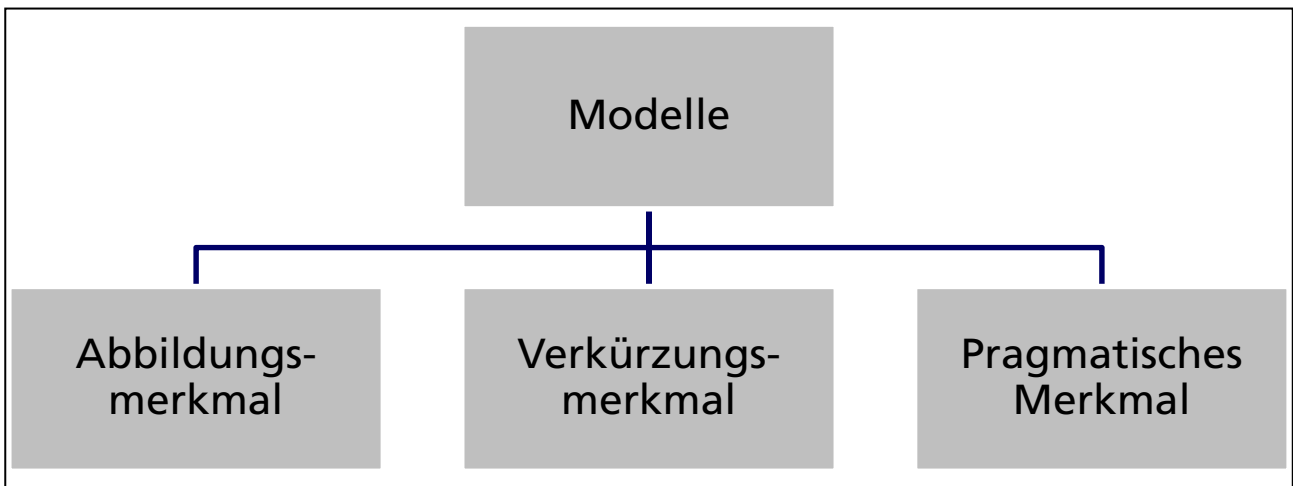 Modelle
Abbildungs-
merkmal
Verkürzungs-
merkmal
Pragmatisches
Merkmal